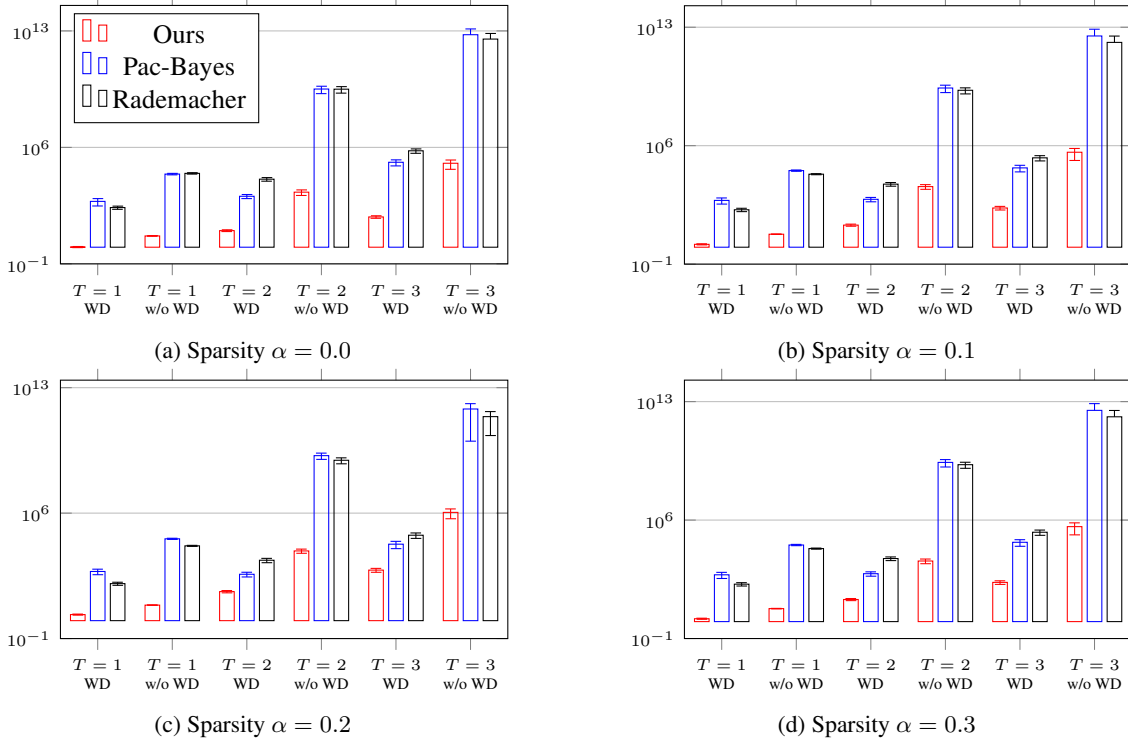 10^13
10^6
10^−1
Ours
Pac-Bayes
Rademacher
T = 1 T = 1 T = 2 T = 2 T = 3 T = 3
WD w/o WD WD w/o WD WD w/o WD
(a) Sparsity α = 0.0
10^13
10^6
10^−1
T = 1 T = 1 T = 2 T = 2 T = 3 T = 3
WD w/o WD WD w/o WD WD w/o WD
(b) Sparsity α = 0.1
10^13
10^6
10^−1
T = 1 T = 1 T = 2 T = 2 T = 3 T = 3
WD w/o WD WD w/o WD WD w/o WD
(c) Sparsity α = 0.2
10^13
10^6
10^−1
T = 1 T = 1 T = 2 T = 2 T = 3 T = 3
WD w/o WD WD w/o WD WD w/o WD
(d) Sparsity α = 0.3